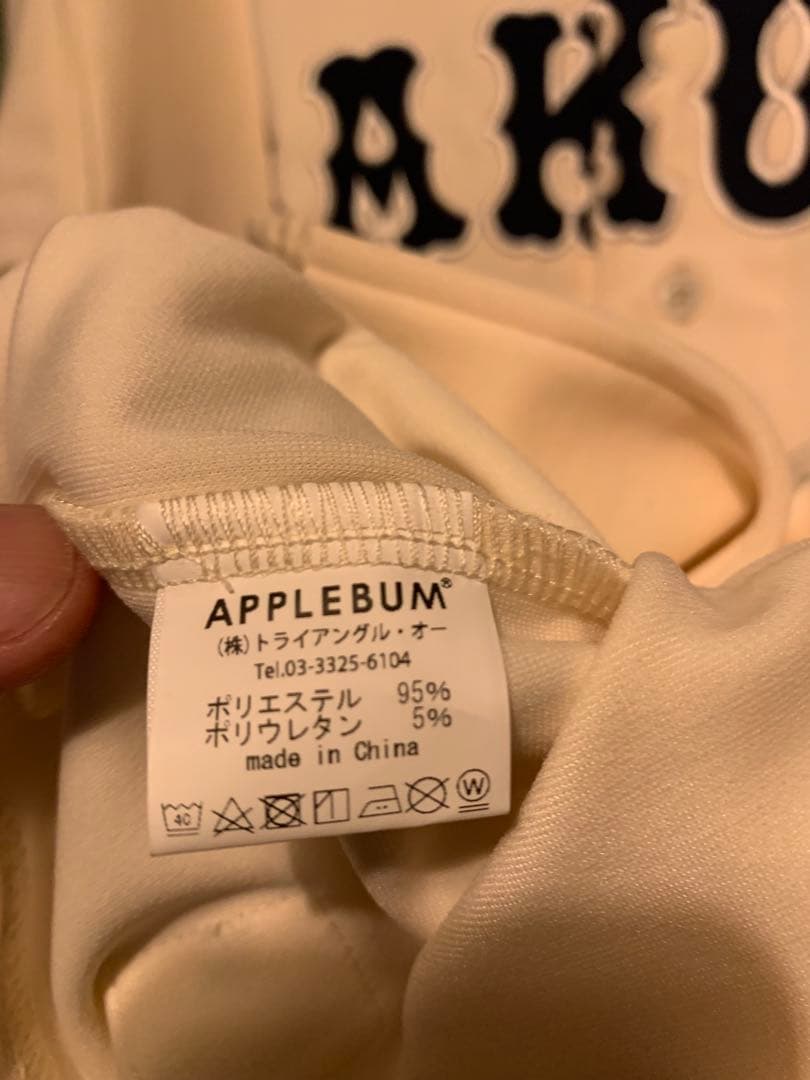 AKU
APPLEBUM®
(株)トライアングル・オー
Tel.03-3325-6104
ポリエステル 95%
ポリウレタン 5%
made in China
40
W